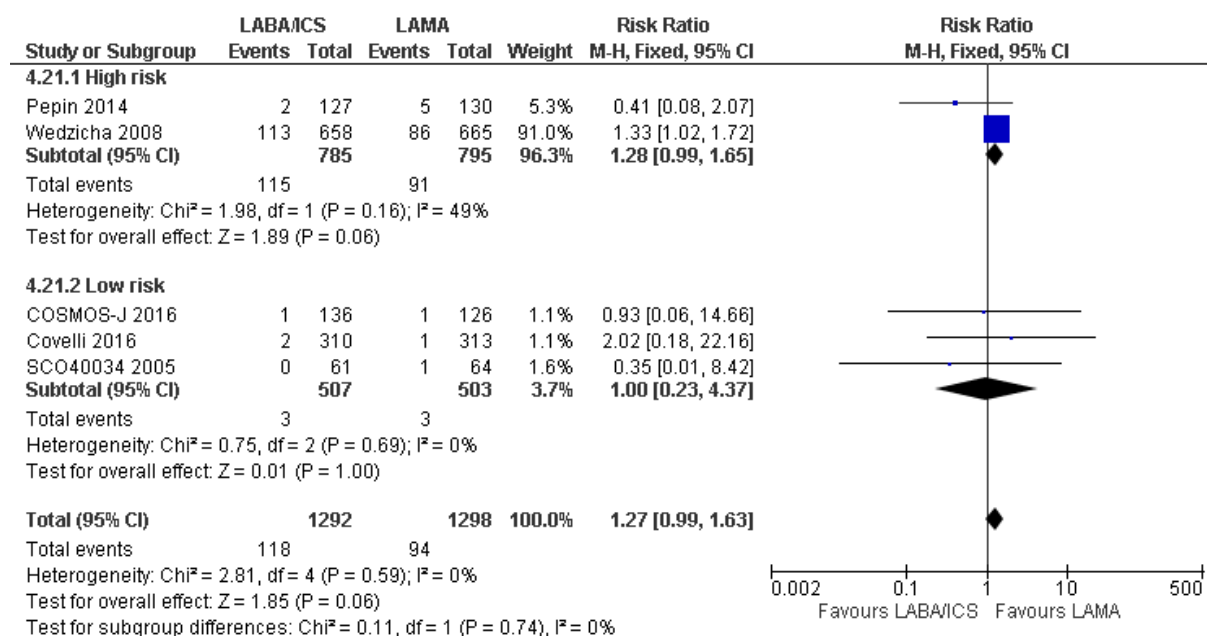 LABA/ICS LAMA Risk Ratio Risk Ratio
Study or Subgroup Events Total Events Total Weight M-H, Fixed, 95% CI M-H, Fixed, 95% CI
4.21.1 High risk
Pepin 2014 2 127 5 130 5.3% 0.41 [0.08, 2.07]
Wedzicha 2008 113 658 86 665 91.0% 1.33 [1.02, 1.72]
Subtotal (95% CI) 785 795 96.3% 1.28 [0.99, 1.65]
Total events 115 91
Heterogeneity: Chi² = 1.98, df = 1 (P = 0.16); I² = 49%
Test for overall effect: Z = 1.89 (P = 0.06)
4.21.2 Low risk
COSMOS-J 2016 1 136 1 126 1.1% 0.93 [0.06, 14.66]
Covelli 2016 2 310 1 313 1.1% 2.02 [0.18, 22.16]
SCO40034 2005 0 61 1 64 1.6% 0.35 [0.01, 8.42]
Subtotal (95% CI) 507 503 3.7% 1.00 [0.23, 4.37]
Total events 3 3
Heterogeneity: Chi² = 0.75, df = 2 (P = 0.69); I² = 0%
Test for overall effect: Z = 0.01 (P = 1.00)
Total (95% CI) 1292 1298 100.0% 1.27 [0.99, 1.63]
Total events 118 94
Heterogeneity: Chi² = 2.81, df = 4 (P = 0.59); I² = 0%
Test for overall effect: Z = 1.85 (P = 0.06)
Test for subgroup differences: Chi² = 0.11, df = 1 (P = 0.74), I² = 0%
0.002 0.1 1 10 500
Favours LABA/ICS Favours LAMA